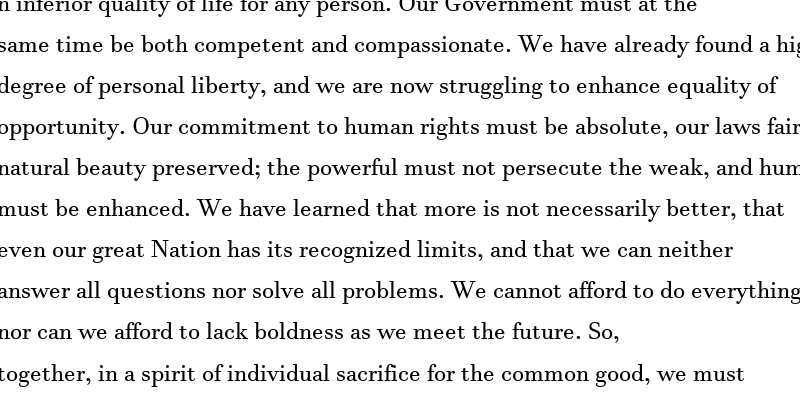 n inferior quality of life for any person. Our Government must at the
same time be both competent and compassionate. We have already found a hig
degree of personal liberty, and we are now struggling to enhance equality of
opportunity. Our commitment to human rights must be absolute, our laws fair
natural beauty preserved; the powerful must not persecute the weak, and hum
must be enhanced. We have learned that more is not necessarily better, that
even our great Nation has its recognized limits, and that we can neither
answer all questions nor solve all problems. We cannot afford to do everything
nor can we afford to lack boldness as we meet the future. So,
together, in a spirit of individual sacrifice for the common good, we must